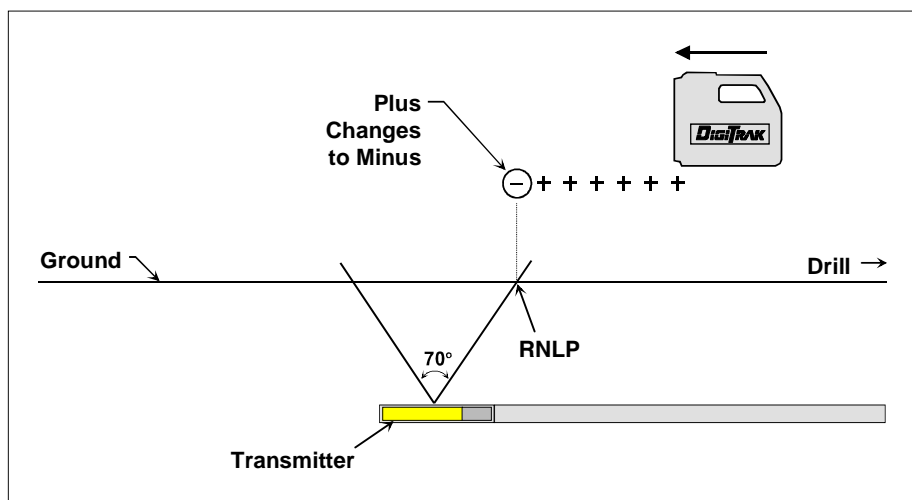 Plus
Changes
to Minus
DIGITRAK
− + + + + + +
Ground
Drill
RNLP
70°
Transmitter